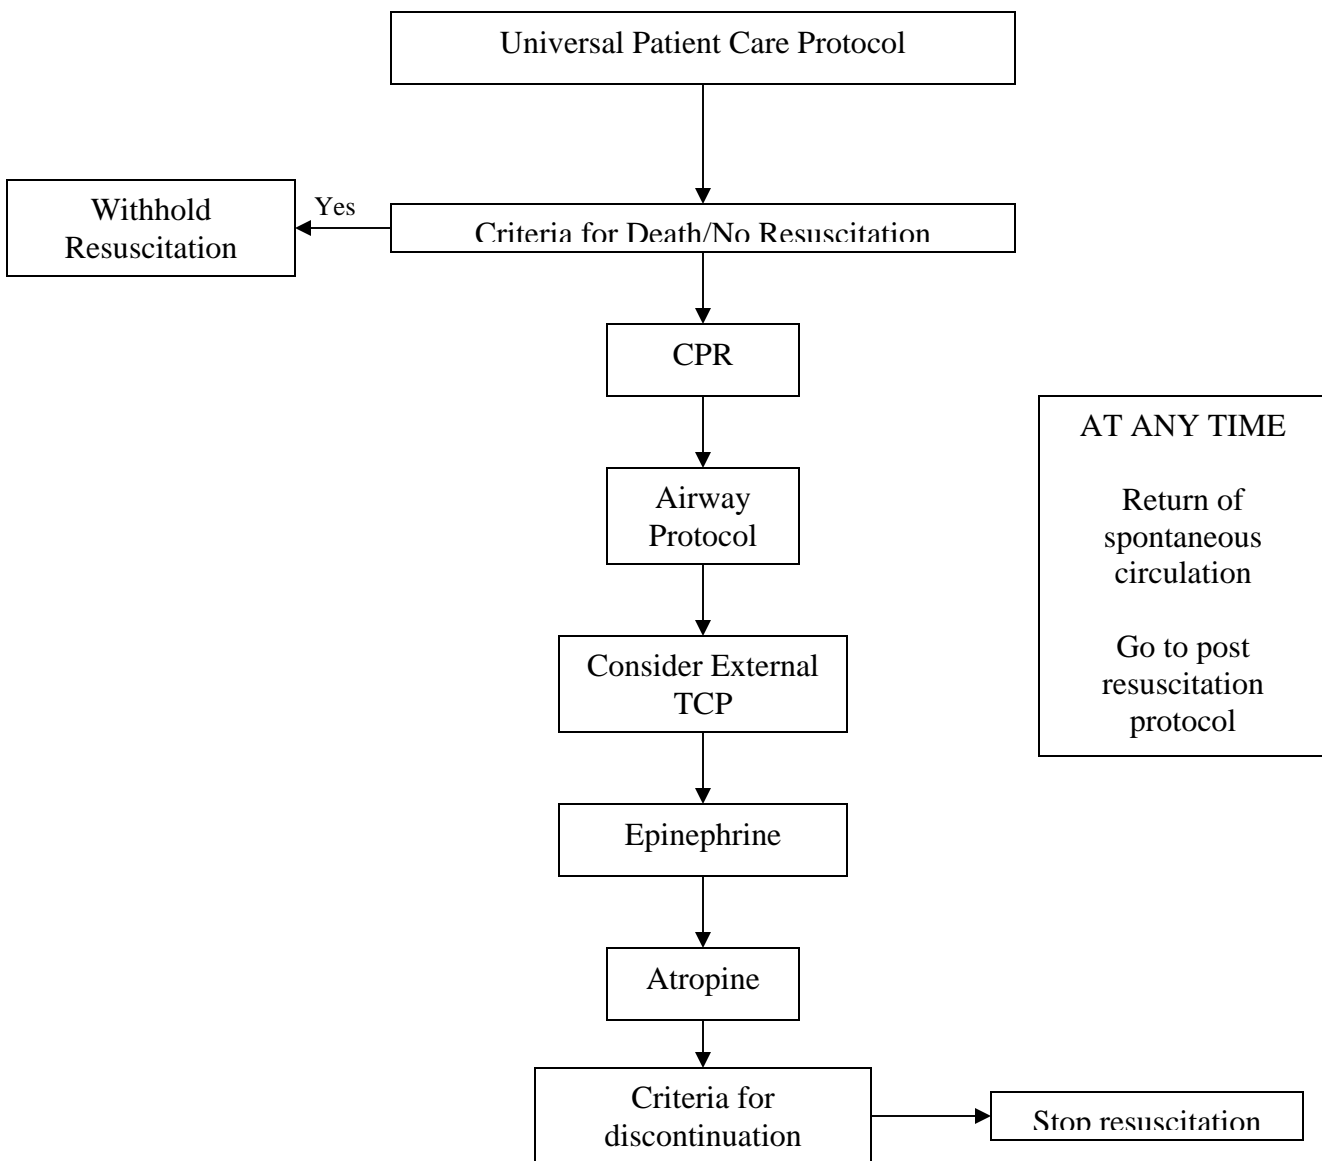 Universal Patient Care Protocol
Withhold
Resuscitation
Yes
Criteria for Death/No Resuscitation
CPR
Airway
Protocol
Consider External
TCP
Epinephrine
Atropine
Criteria for
discontinuation
Stop resuscitation
AT ANY TIME
Return of
spontaneous
circulation
Go to post
resuscitation
protocol